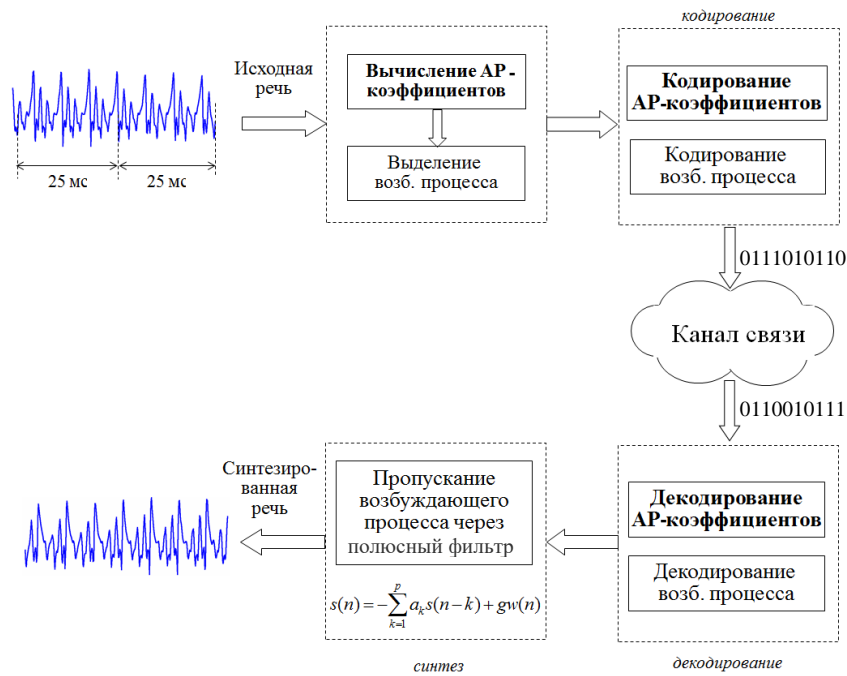 кодирование
Исходная
речь
Вычисление АР -
коэффициентов
Выделение
возб. процесса
25 мс
25 мс
Кодирование
АР-коэффициентов
Кодирование
возб. процесса
0111010110
Канал связи
0110010111
Декодирование
АР-коэффициентов
Декодирование
возб. процесса
декодирование
Пропускание
возбуждающего
процесса через
полюсный фильтр
s(n) = -∑_{k=1}^{p} a_k s(n-k) + gw(n)
синтез
Синтезиро-
ванная
речь